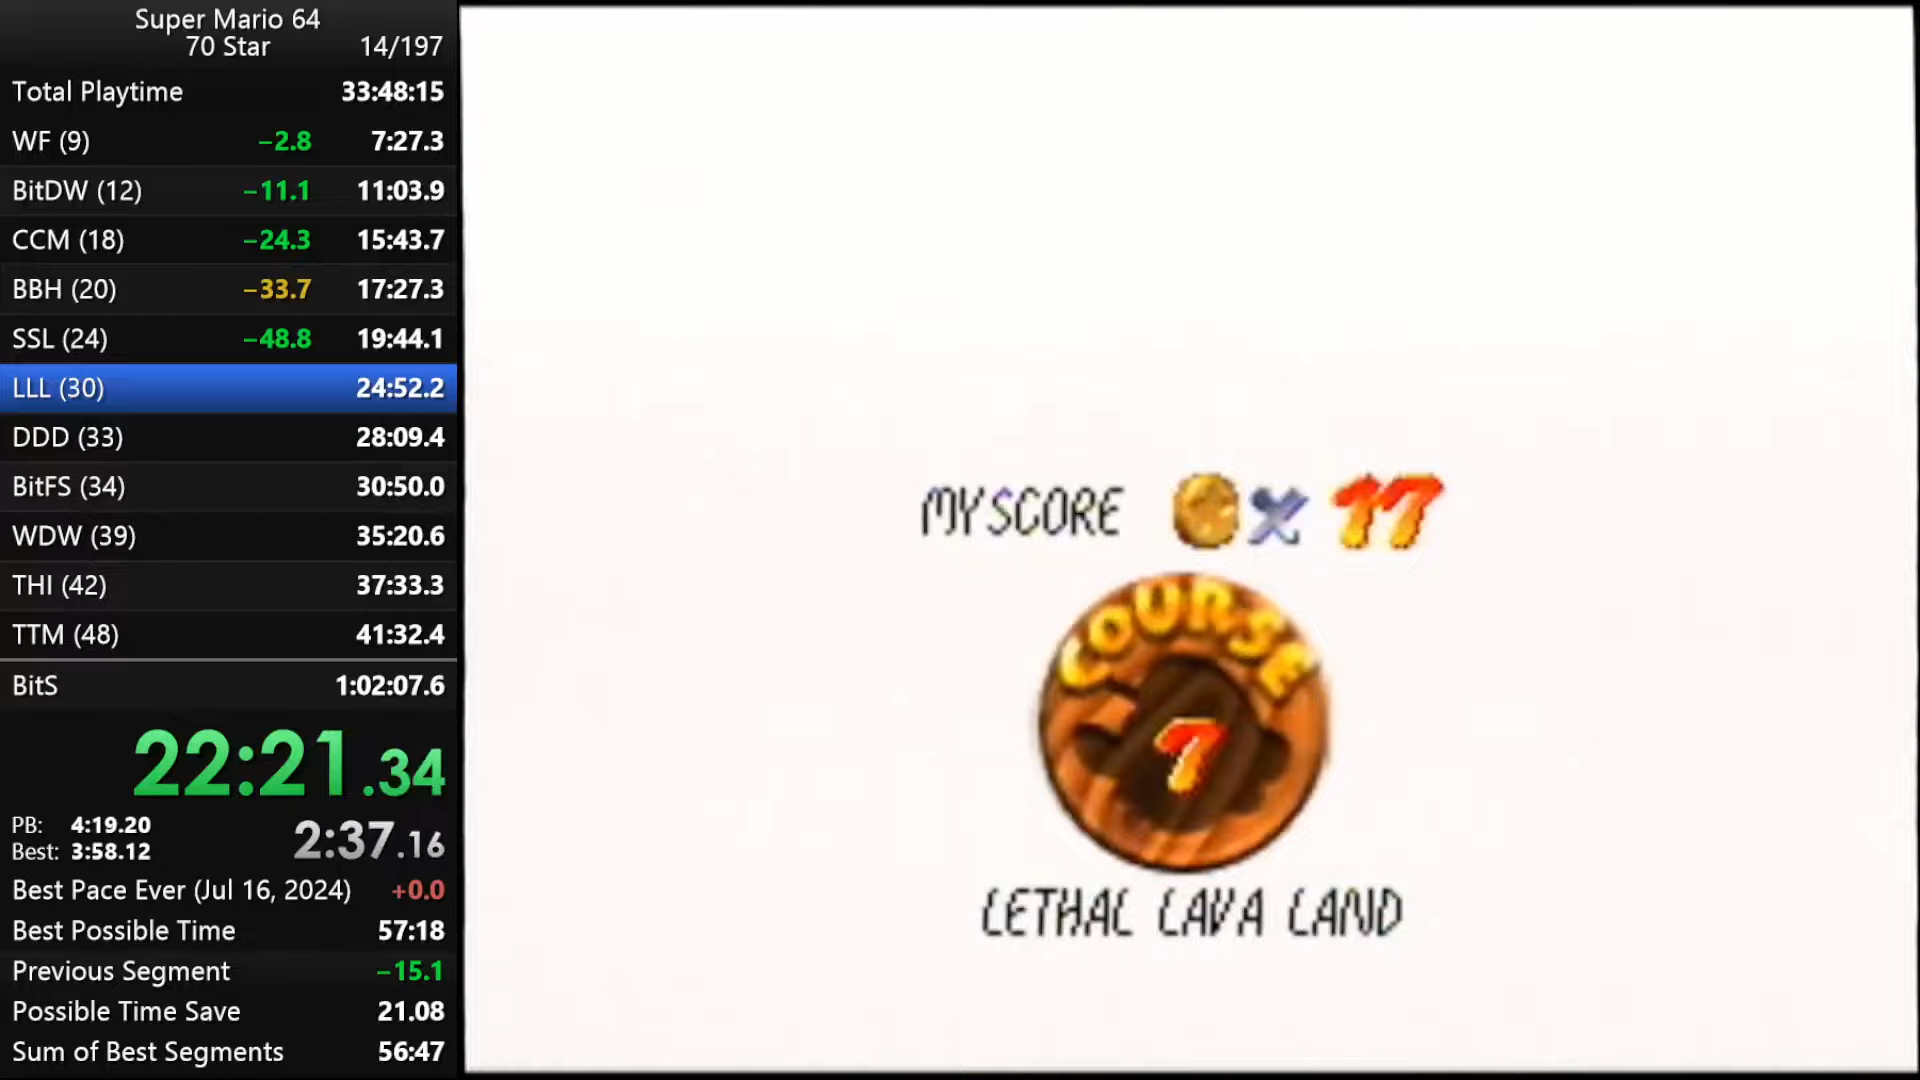 Super Mario 64
70 Star 14/197
Total Playtime 33:48:15
WF (9) −2.8 7:27.3
BitDW (12) −11.1 11:03.9
CCM (18) −24.3 15:43.7
BBH (20) −33.7 17:27.3
SSL (24) −48.8 19:44.1
LLL (30) 24:52.2
DDD (33) 28:09.4
BitFS (34) 30:50.0
WDW (39) 35:20.6
THI (42) 37:33.3
TTM (48) 41:32.4
BitS 1:02:07.6
22:21.34
PB: 4:19.20
Best: 3:58.12
2:37.16
Best Pace Ever (Jul 16, 2024) +0.0
Best Possible Time 57:18
Previous Segment −15.1
Possible Time Save 21.08
Sum of Best Segments 56:47
MY SCORE × 17
COURSE
7
LETHAL LAVA LAND